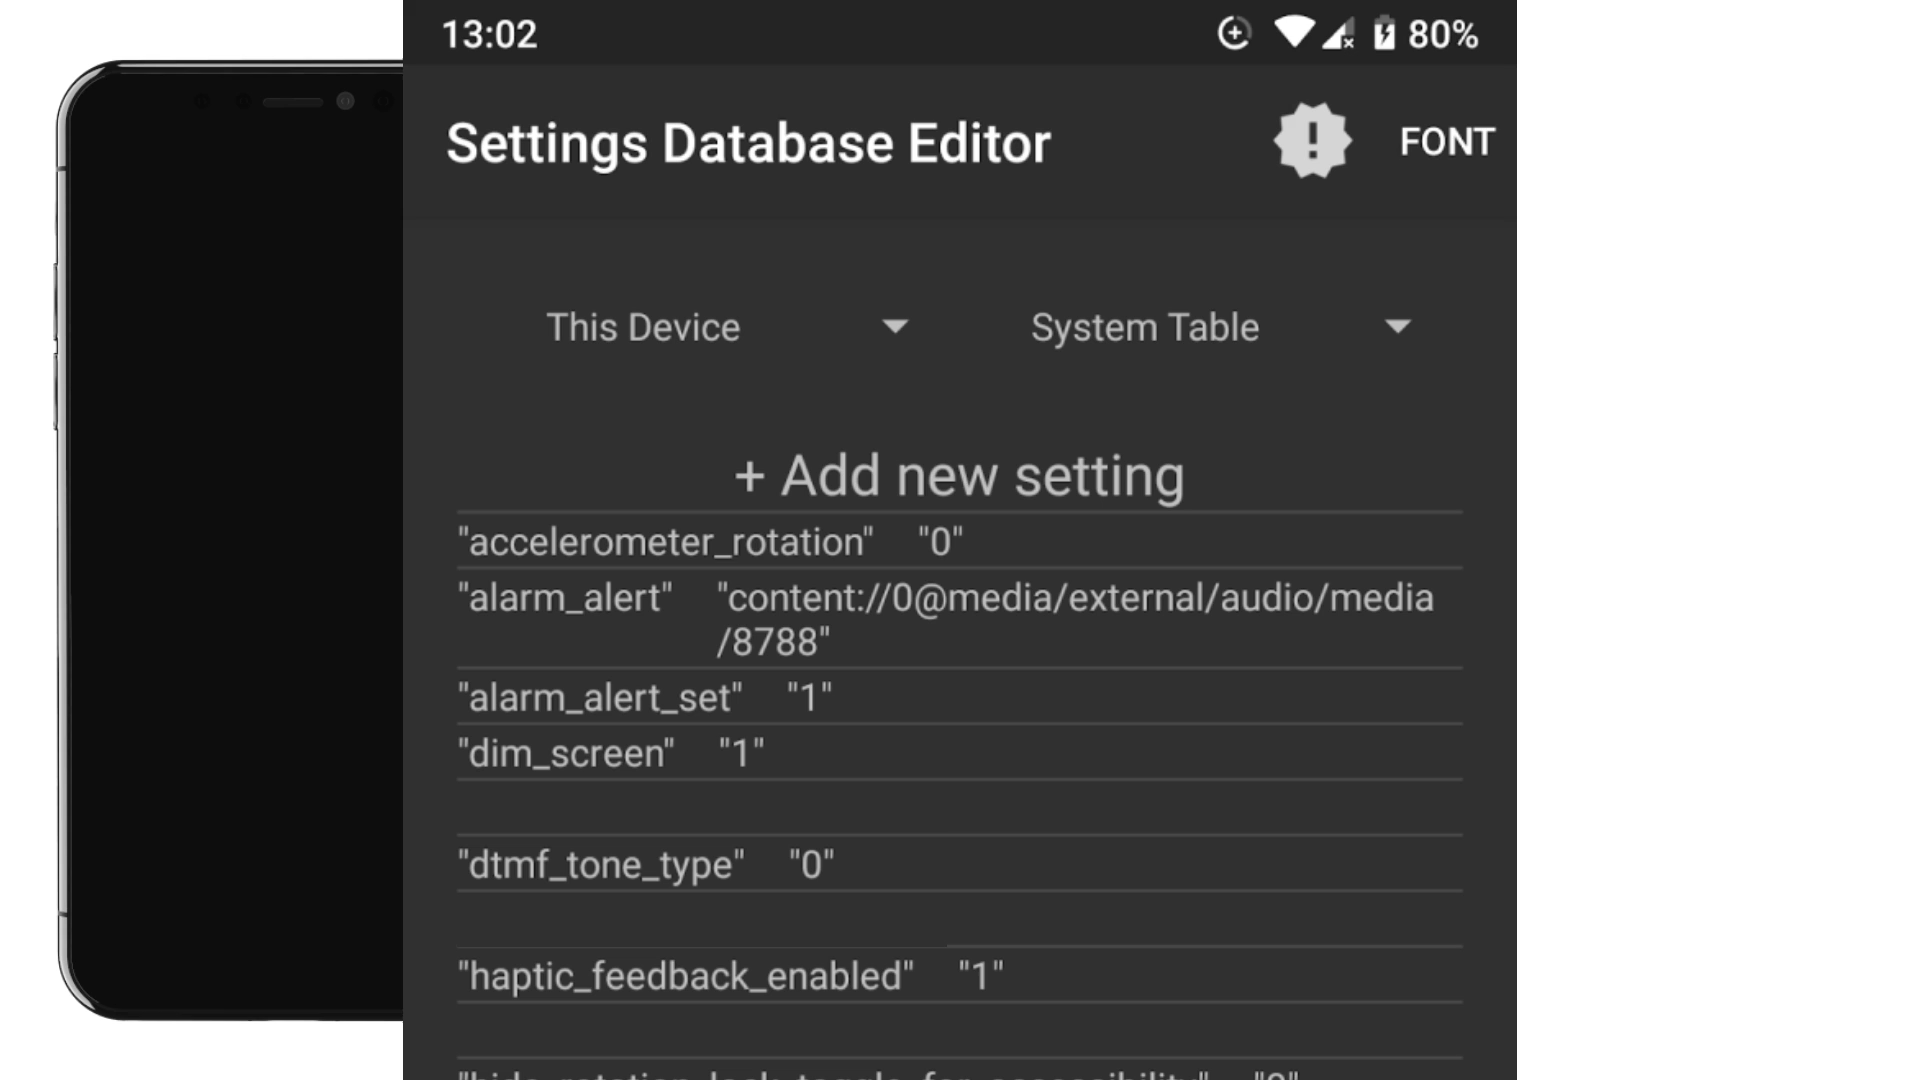 13:02 80%
Settings Database Editor FONT
This Device System Table
+ Add new setting
"accelerometer_rotation" "0"
"alarm_alert" "content://0@media/external/audio/media
/8788"
"alarm_alert_set" "1"
"dim_screen" "1"
"dtmf_tone_type" "0"
"haptic_feedback_enabled" "1"